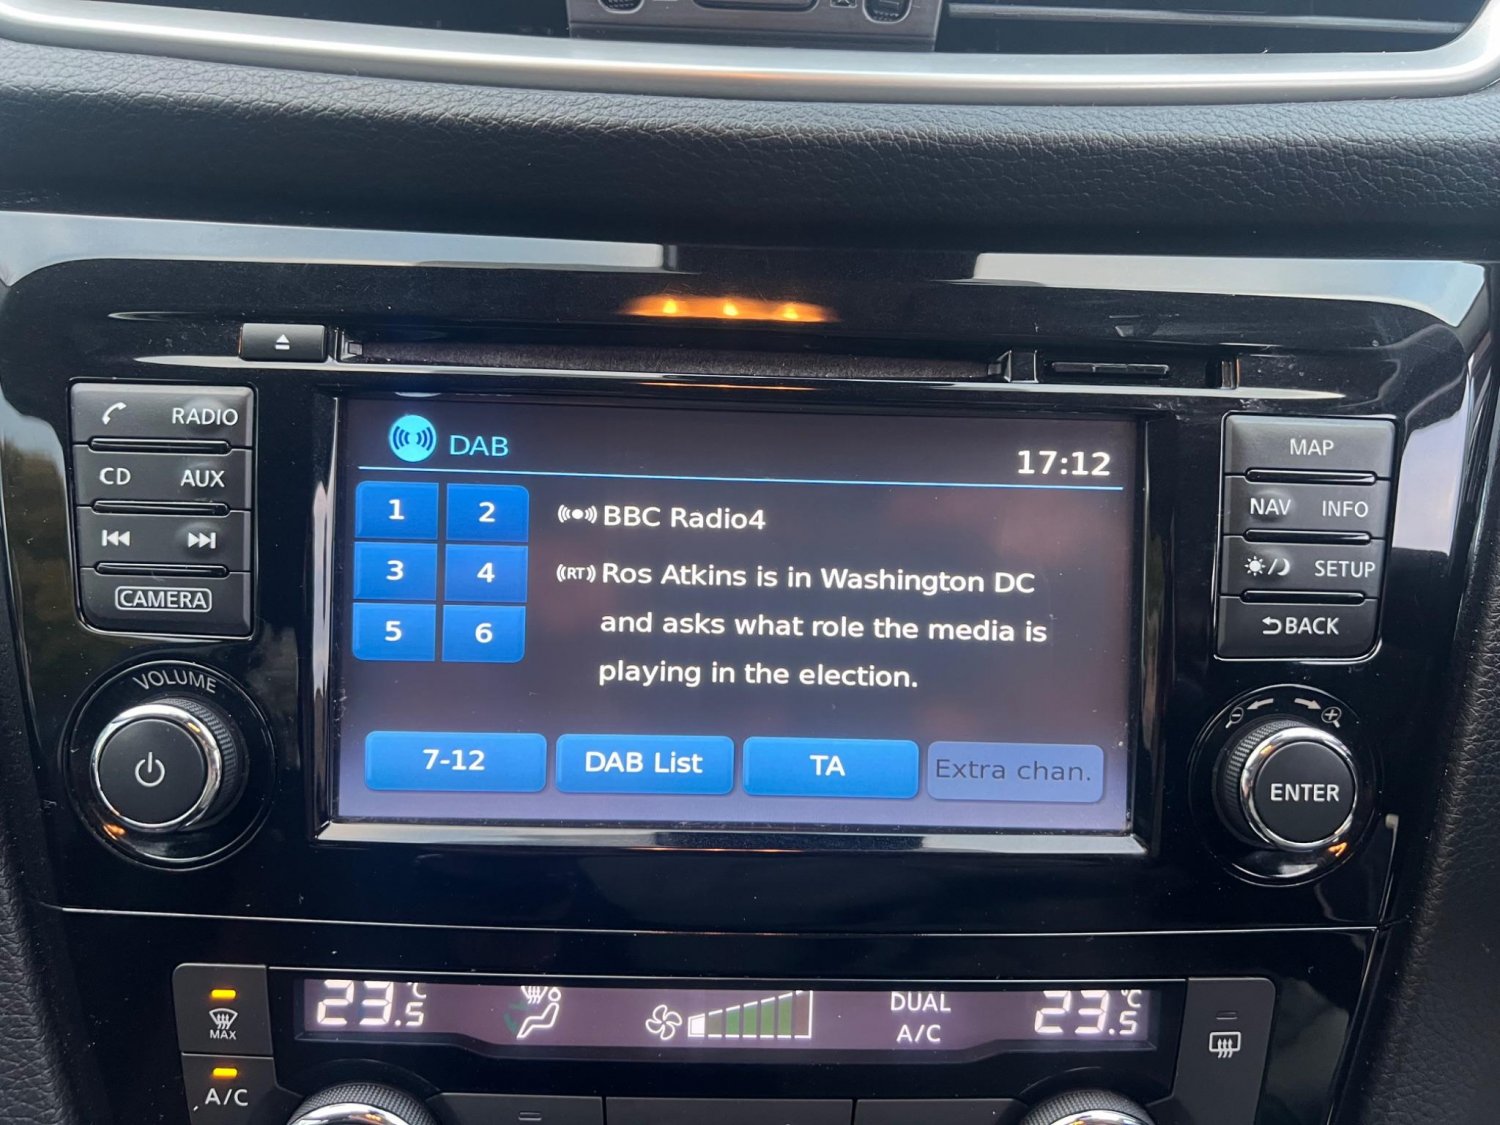 RADIO
CD AUX
CAMERA
VOLUME
DAB
17:12
1 2
3 4
5 6
BBC Radio4
RT Ros Atkins is in Washington DC
and asks what role the media is
playing in the election.
7-12 DAB List TA Extra chan.
MAP
NAV INFO
SETUP
BACK
ENTER
MAX
A/C
23.5°C
DUAL
A/C
23.5°C